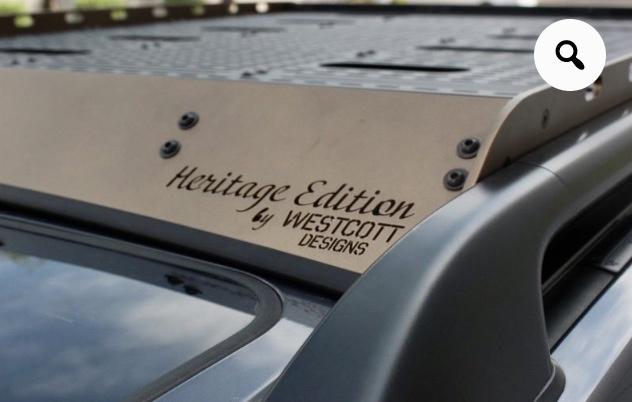 Heritage Edition
by WESTCOTT
DESIGNS